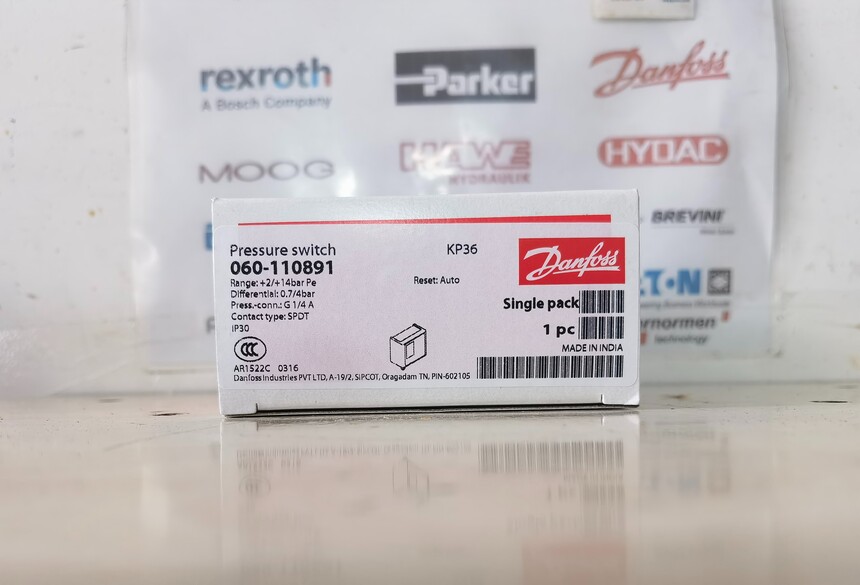 rexroth
A Bosch Company
Parker
Danfoss
MOOG
HAWE
HYDRAULIK
HYDAC
BREVINI
Pressure switch
KP36
Danfoss
060-110891
Range: +2/+14bar Pe
Reset: Auto
Differential: 0.7/4bar
Press.-conn.: G 1/4 A
Single pack
Contact type: SPDT
IP30
1 pc
MADE IN INDIA
CCC
AR1522C 0316
Danfoss Industries PVT LTD, A-19/2, SIPCOT, Oragadam TN, PIN-602105
technology